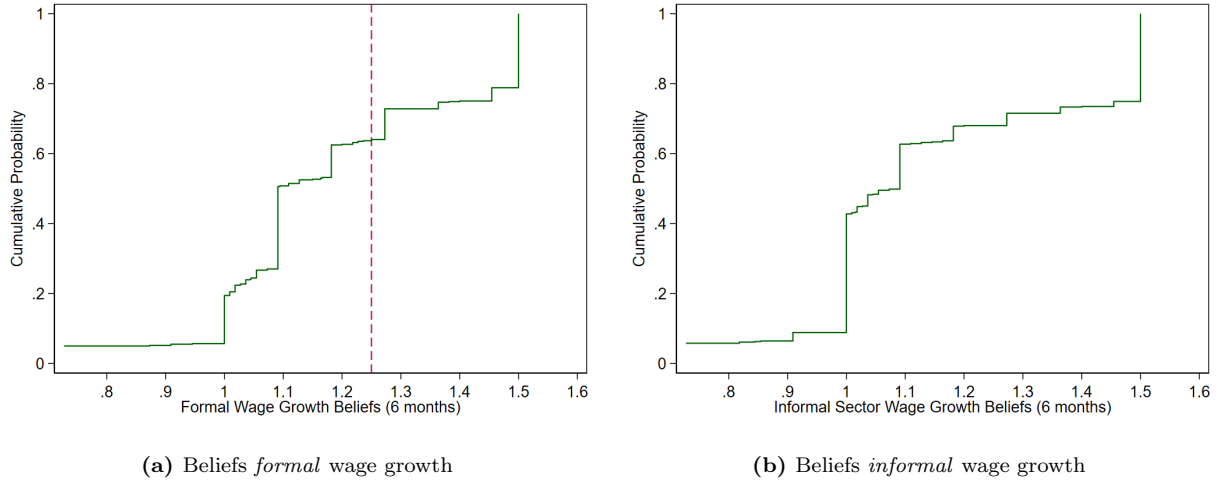 Cumulative Probability
1
.8
.6
.4
.2
0
.8 .9 1 1.1 1.2 1.3 1.4 1.5 1.6
Formal Wage Growth Beliefs (6 months)
(a) Beliefs formal wage growth
Cumulative Probability
1
.8
.6
.4
.2
0
.8 .9 1 1.1 1.2 1.3 1.4 1.5 1.6
Informal Sector Wage Growth Beliefs (6 months)
(b) Beliefs informal wage growth